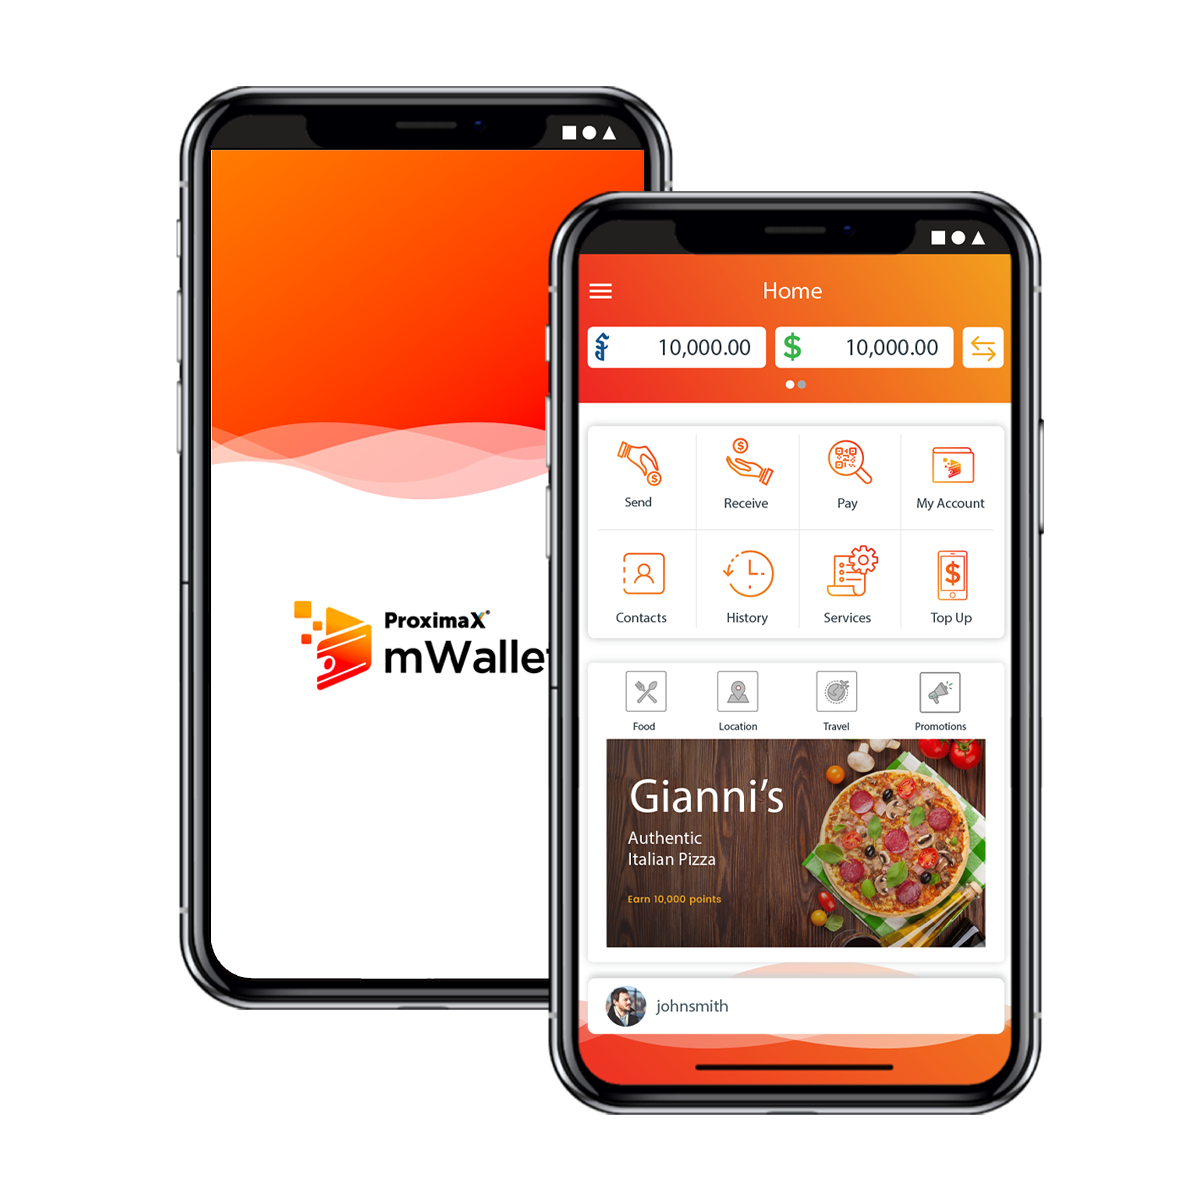 ProximaX
mWallet
Home
10,000.00
$ 10,000.00
Send
Receive
Pay
My Account
Contacts
History
Services
Top Up
Food
Location
Travel
Promotions
Gianni's
Authentic
Italian Pizza
Earn 10,000 points
johnsmith